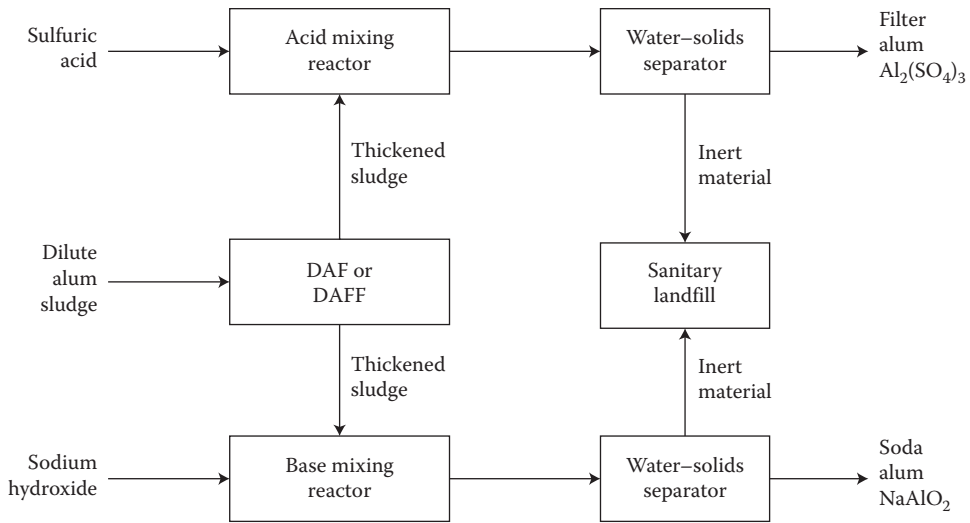 Sulfuric
acid
Acid mixing
reactor
Water–solids
separator
Filter
alum
Al₂(SO₄)₃
Thickened
sludge
Inert
material
Dilute
alum
sludge
DAF or
DAFF
Sanitary
landfill
Thickened
sludge
Inert
material
Sodium
hydroxide
Base mixing
reactor
Water–solids
separator
Soda
alum
NaAlO₂